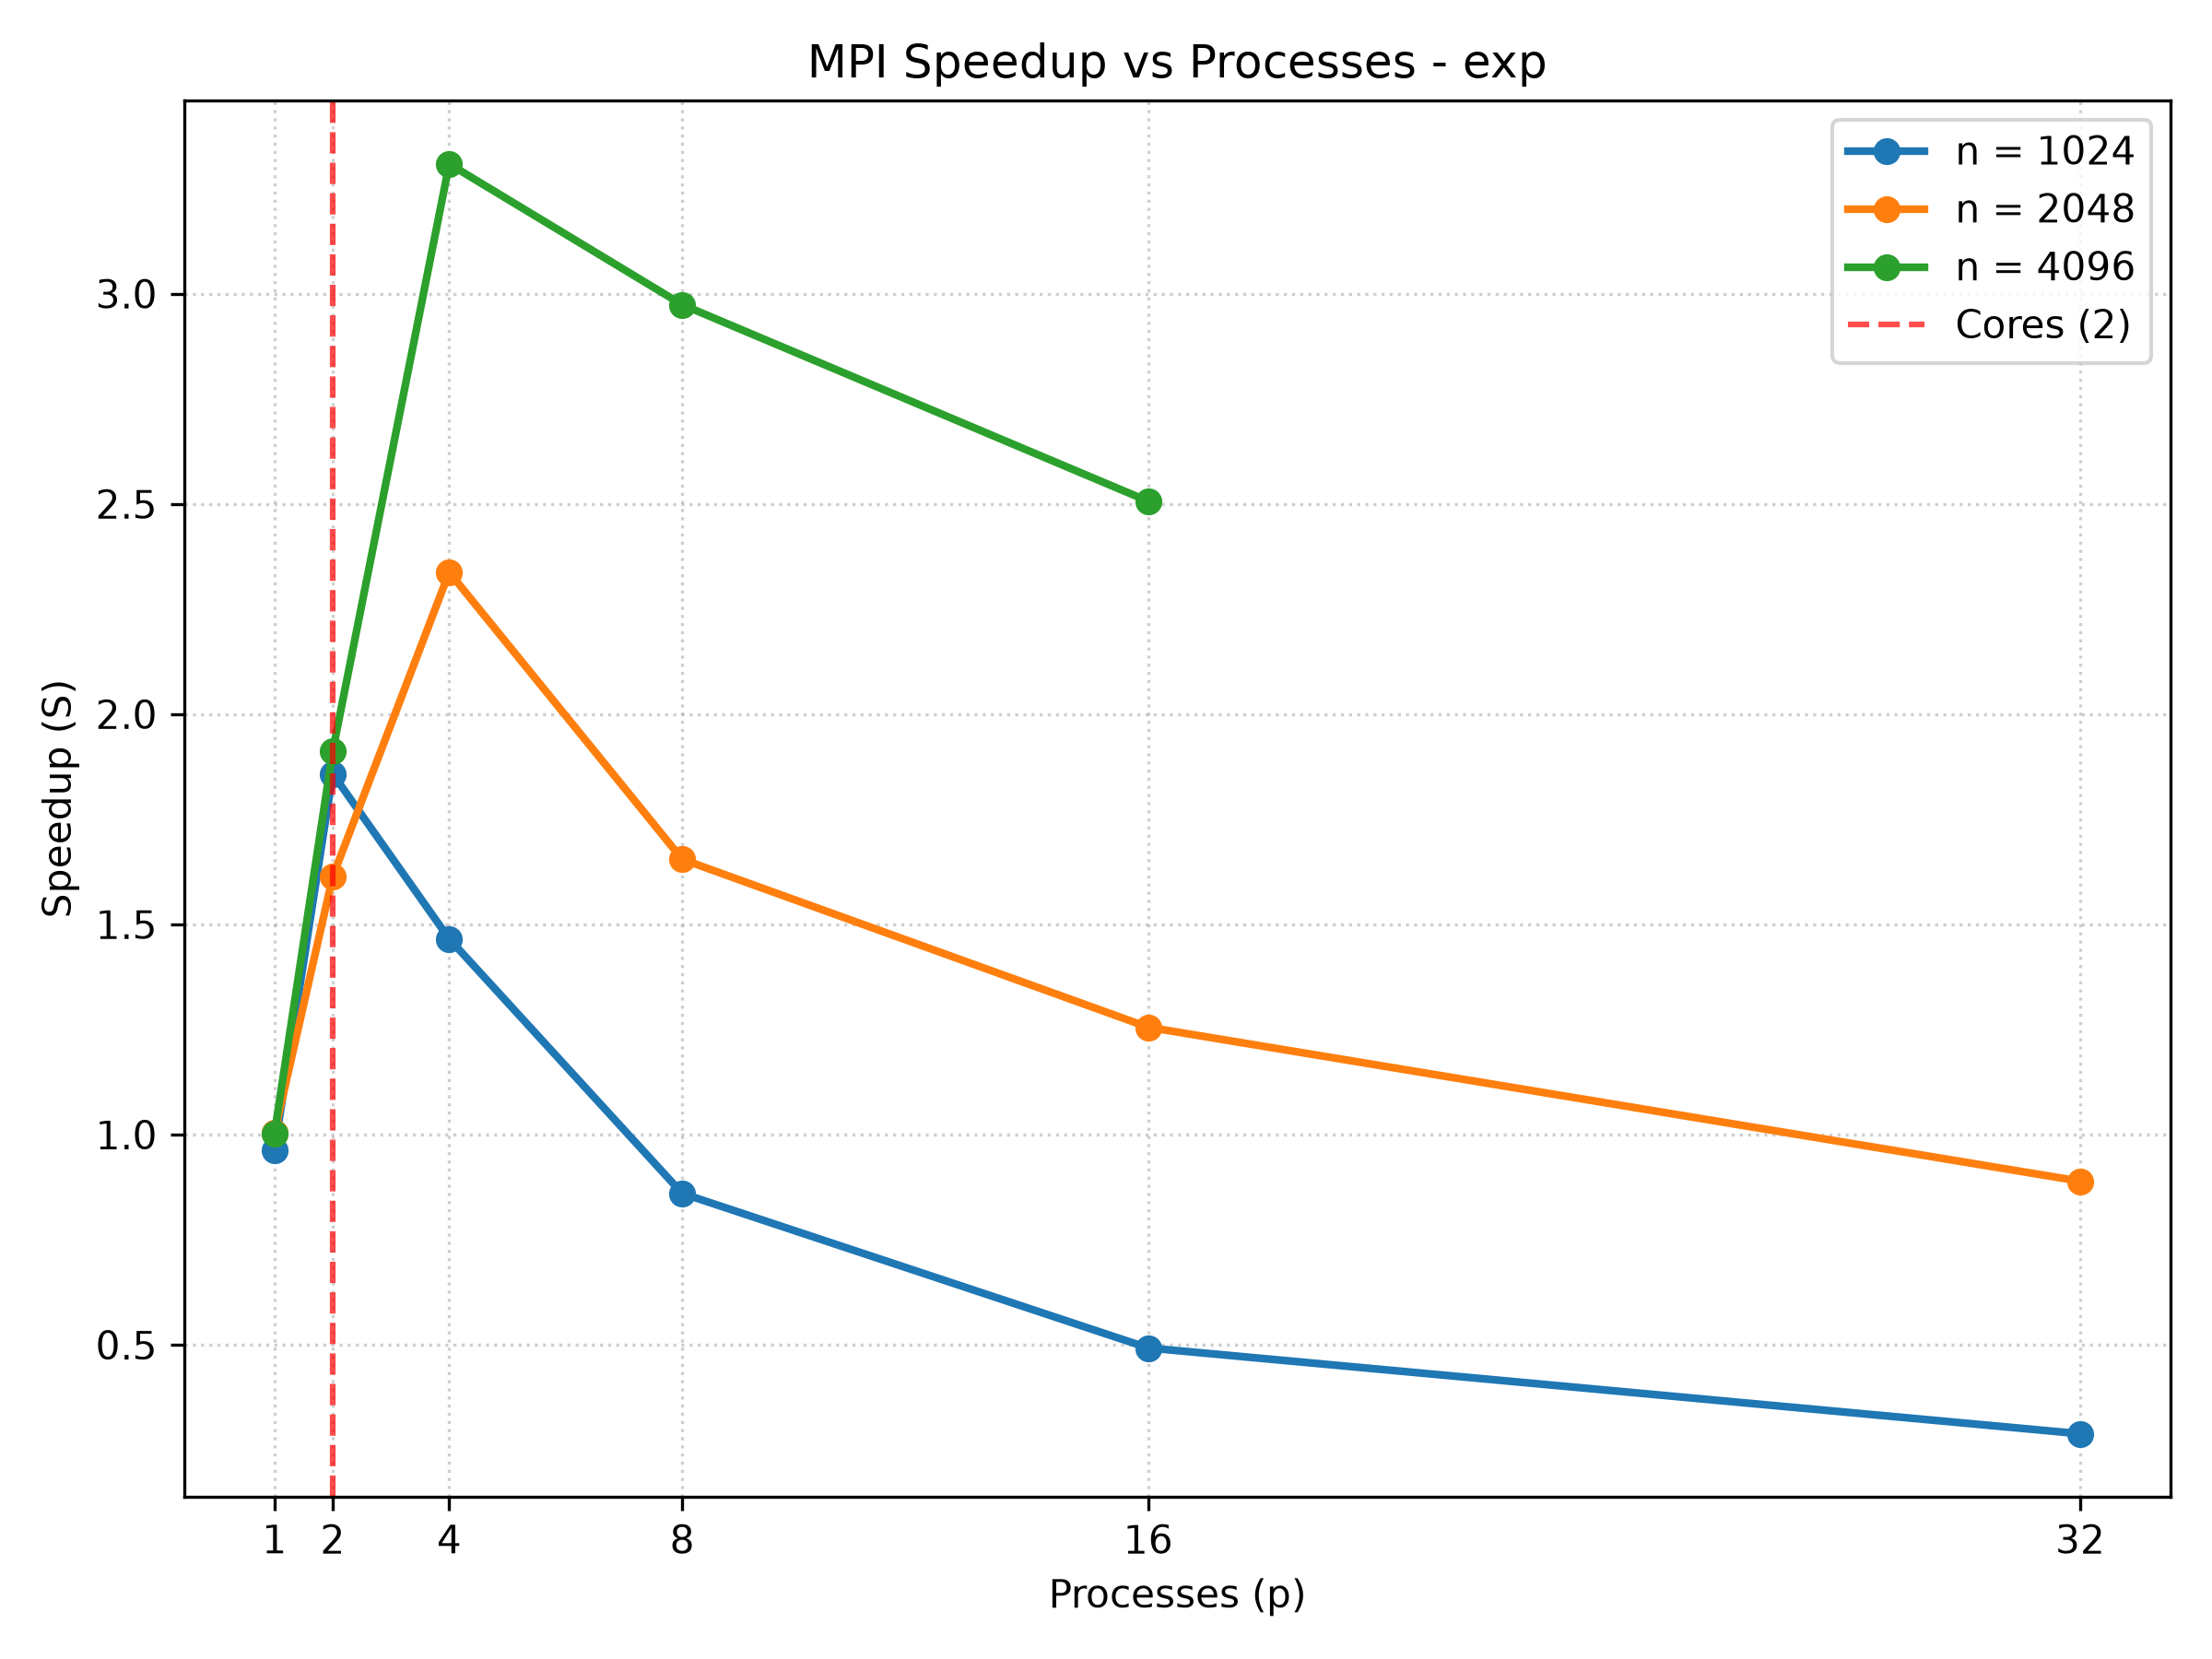 MPI Speedup vs Processes - exp
n = 1024
n = 2048
n = 4096
Cores (2)
Speedup (S)
3.0
2.5
2.0
1.5
1.0
0.5
1 2 4 8 16 32
Processes (p)